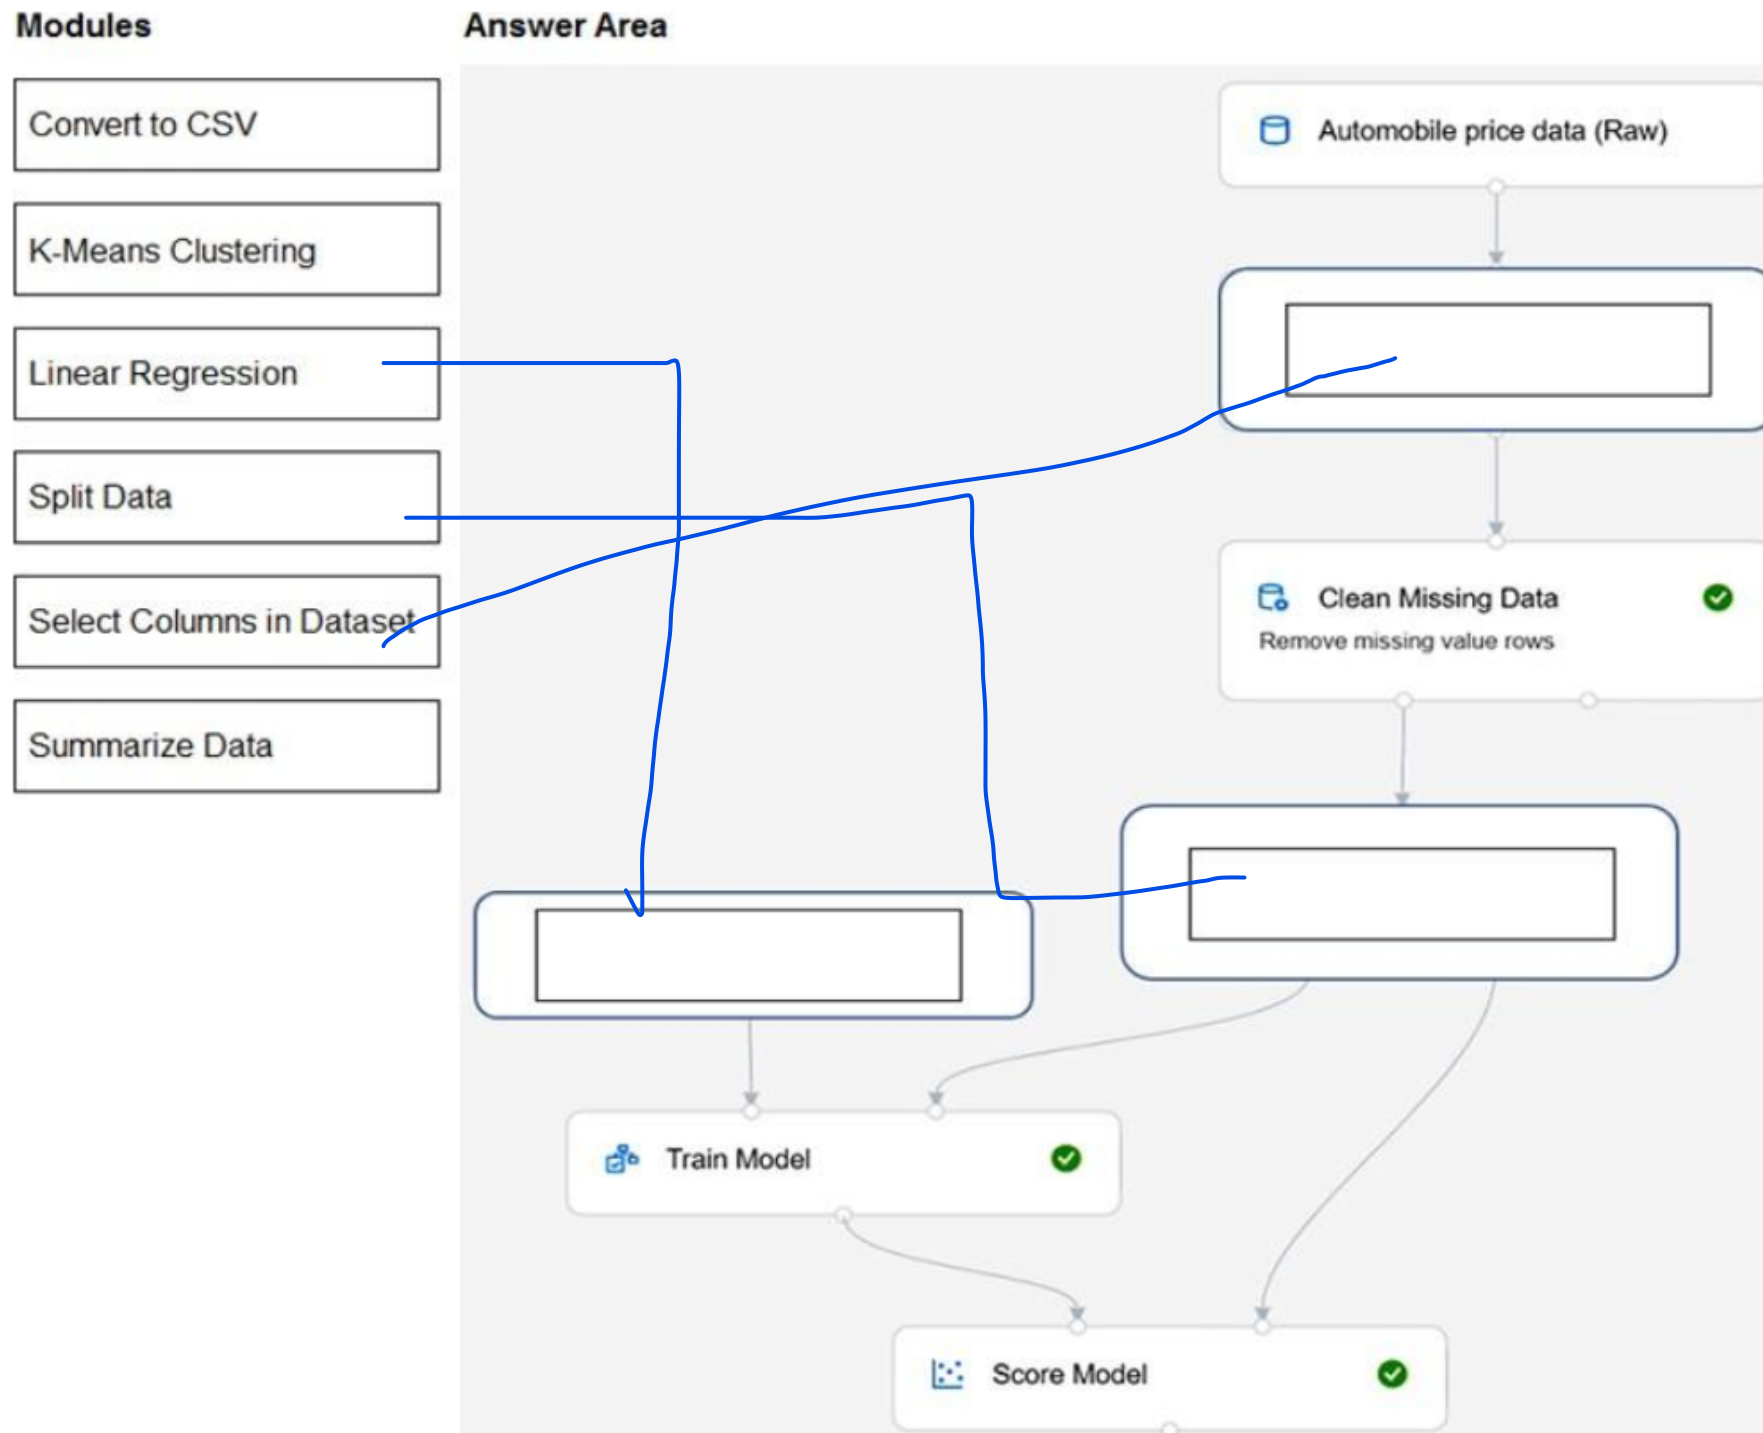 Modules
Answer Area
Convert to CSV
K-Means Clustering
Linear Regression
Split Data
Select Columns in Dataset
Summarize Data
Automobile price data (Raw)
Clean Missing Data
Remove missing value rows
Train Model
Score Model